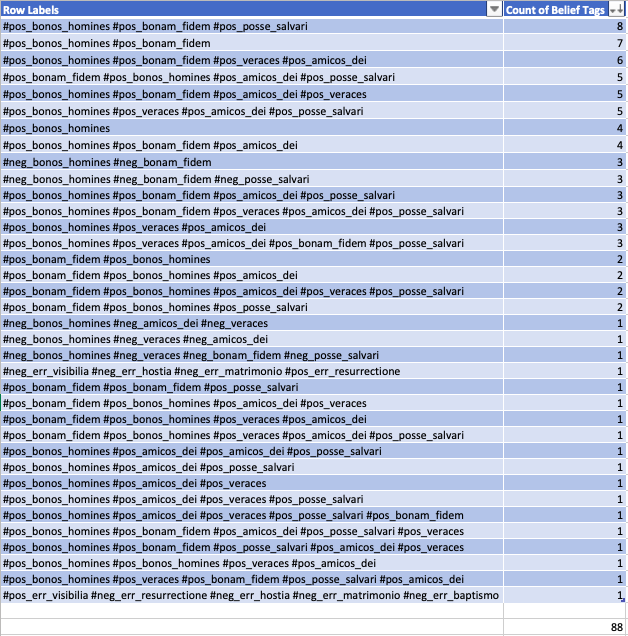 Row Labels Count of Belief Tags
#pos_bonos_homines #pos_bonam_fidem #pos_posse_salvari 8
#pos_bonos_homines #pos_bonam_fidem 7
#pos_bonos_homines #pos_bonam_fidem #pos_veraces #pos_amicos_dei 6
#pos_bonam_fidem #pos_bonos_homines #pos_amicos_dei #pos_posse_salvari 5
#pos_bonos_homines #pos_bonam_fidem #pos_amicos_dei #pos_veraces 5
#pos_bonos_homines #pos_veraces #pos_amicos_dei #pos_posse_salvari 5
#pos_bonos_homines 4
#pos_bonos_homines #pos_bonam_fidem #pos_amicos_dei 4
#neg_bonos_homines #neg_bonam_fidem 3
#neg_bonos_homines #neg_bonam_fidem #neg_posse_salvari 3
#pos_bonos_homines #pos_bonam_fidem #pos_amicos_dei #pos_posse_salvari 3
#pos_bonos_homines #pos_bonam_fidem #pos_veraces #pos_amicos_dei #pos_posse_salvari 3
#pos_bonos_homines #pos_veraces #pos_amicos_dei 3
#pos_bonos_homines #pos_veraces #pos_amicos_dei #pos_bonam_fidem #pos_posse_salvari 3
#pos_bonam_fidem #pos_bonos_homines 2
#pos_bonam_fidem #pos_bonos_homines #pos_amicos_dei 2
#pos_bonam_fidem #pos_bonos_homines #pos_amicos_dei #pos_veraces #pos_posse_salvari 2
#pos_bonam_fidem #pos_bonos_homines #pos_posse_salvari 2
#neg_bonos_homines #neg_amicos_dei #neg_veraces 1
#neg_bonos_homines #neg_veraces #neg_amicos_dei 1
#neg_bonos_homines #neg_veraces #neg_bonam_fidem #neg_posse_salvari 1
#neg_err_visibilia #neg_err_hostia #neg_err_matrimonio #pos_err_resurrectione 1
#pos_bonam_fidem #pos_bonam_fidem #pos_posse_salvari 1
#pos_bonam_fidem #pos_bonos_homines #pos_amicos_dei #pos_veraces 1
#pos_bonam_fidem #pos_bonos_homines #pos_veraces #pos_amicos_dei 1
#pos_bonam_fidem #pos_bonos_homines #pos_veraces #pos_amicos_dei #pos_posse_salvari 1
#pos_bonos_homines #pos_amicos_dei #pos_amicos_dei #pos_posse_salvari 1
#pos_bonos_homines #pos_amicos_dei #pos_posse_salvari 1
#pos_bonos_homines #pos_amicos_dei #pos_veraces 1
#pos_bonos_homines #pos_amicos_dei #pos_veraces #pos_posse_salvari 1
#pos_bonos_homines #pos_amicos_dei #pos_veraces #pos_posse_salvari #pos_bonam_fidem 1
#pos_bonos_homines #pos_bonam_fidem #pos_amicos_dei #pos_posse_salvari #pos_veraces 1
#pos_bonos_homines #pos_bonam_fidem #pos_posse_salvari #pos_amicos_dei #pos_veraces 1
#pos_bonos_homines #pos_bonos_homines #pos_veraces #pos_amicos_dei 1
#pos_bonos_homines #pos_veraces #pos_bonam_fidem #pos_posse_salvari #pos_amicos_dei 1
#pos_err_visibilia #neg_err_resurrectione #neg_err_hostia #neg_err_matrimonio #neg_err_baptismo 1
88